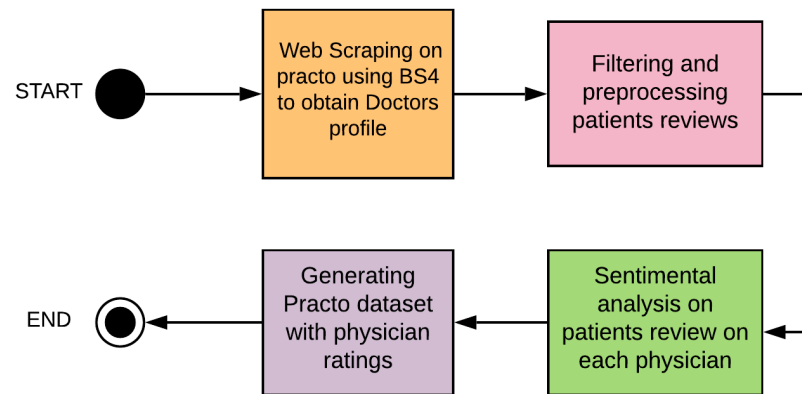 START
Web Scraping on
practo using BS4
to obtain Doctors
profile
Filtering and
preprocessing
patients reviews
Sentimental
analysis on
patients review on
each physician
Generating
Practo dataset
with physician
ratings
END